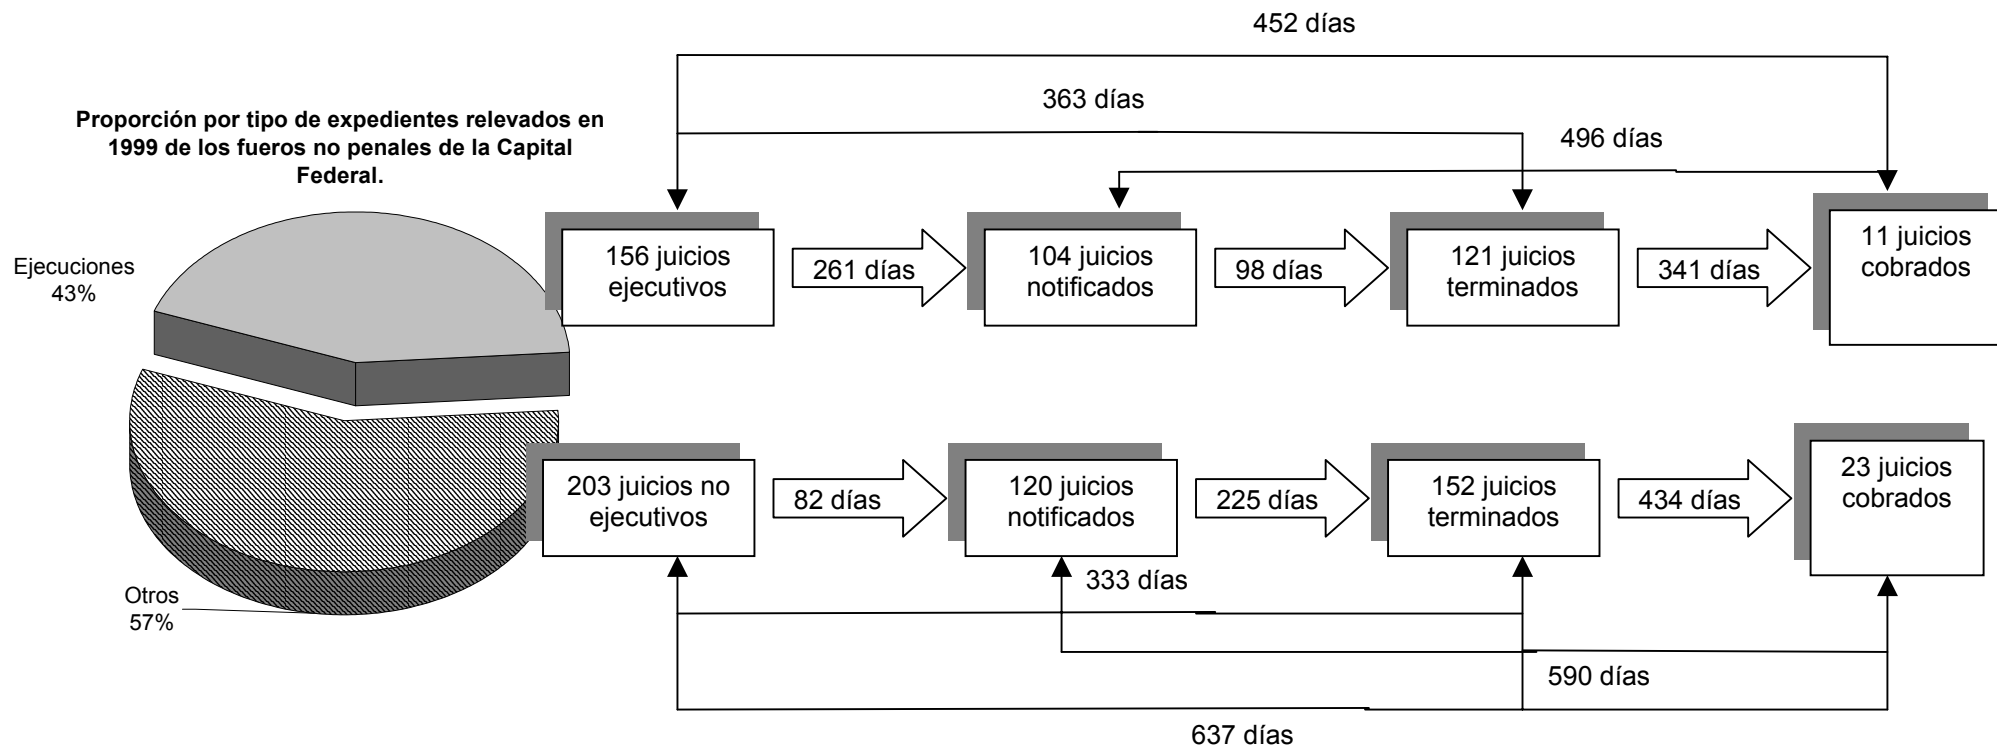 452 días
363 días
496 días
Proporción por tipo de expedientes relevados en
1999 de los fueros no penales de la Capital
Federal.
Ejecuciones
43%
Otros
57%
156 juicios
ejecutivos
261 días
104 juicios
notificados
98 días
121 juicios
terminados
341 días
11 juicios
cobrados
203 juicios no
ejecutivos
82 días
120 juicios
notificados
225 días
152 juicios
terminados
434 días
23 juicios
cobrados
333 días
590 días
637 días